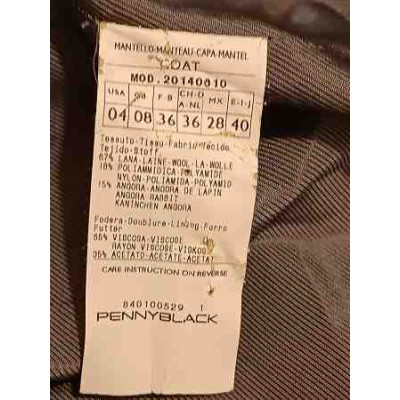 MANTELLO-MANTEAU-CAPA-MANTEL
COAT
MOD. 20140610
USA GB F-B CH-D A-NL MX E-I-J
04 08 36 36 28 40
Tessuto-Tissu-Fabric-Tecido
Tejido-Stoff
67% LANA-LAINE-WOOL-LA-WOLLE
18% POLIAMMIDICA-POLYAMIDE
NYLON-POLIAMIDA-POLYAMID
15% ANGORA-ANGORA DE LAPIN
ANGORA RABBIT
KANINCHEN ANGORA
Fodera-Doublure-Lining-Forro
Futter
65% VISCOSA-VISCOSE
RAYON VISCOSE-VISKOSE
35% ACETATO-ACETATE-ACETAT
CARE INSTRUCTION ON REVERSE
840100529 1
PENNYBLACK